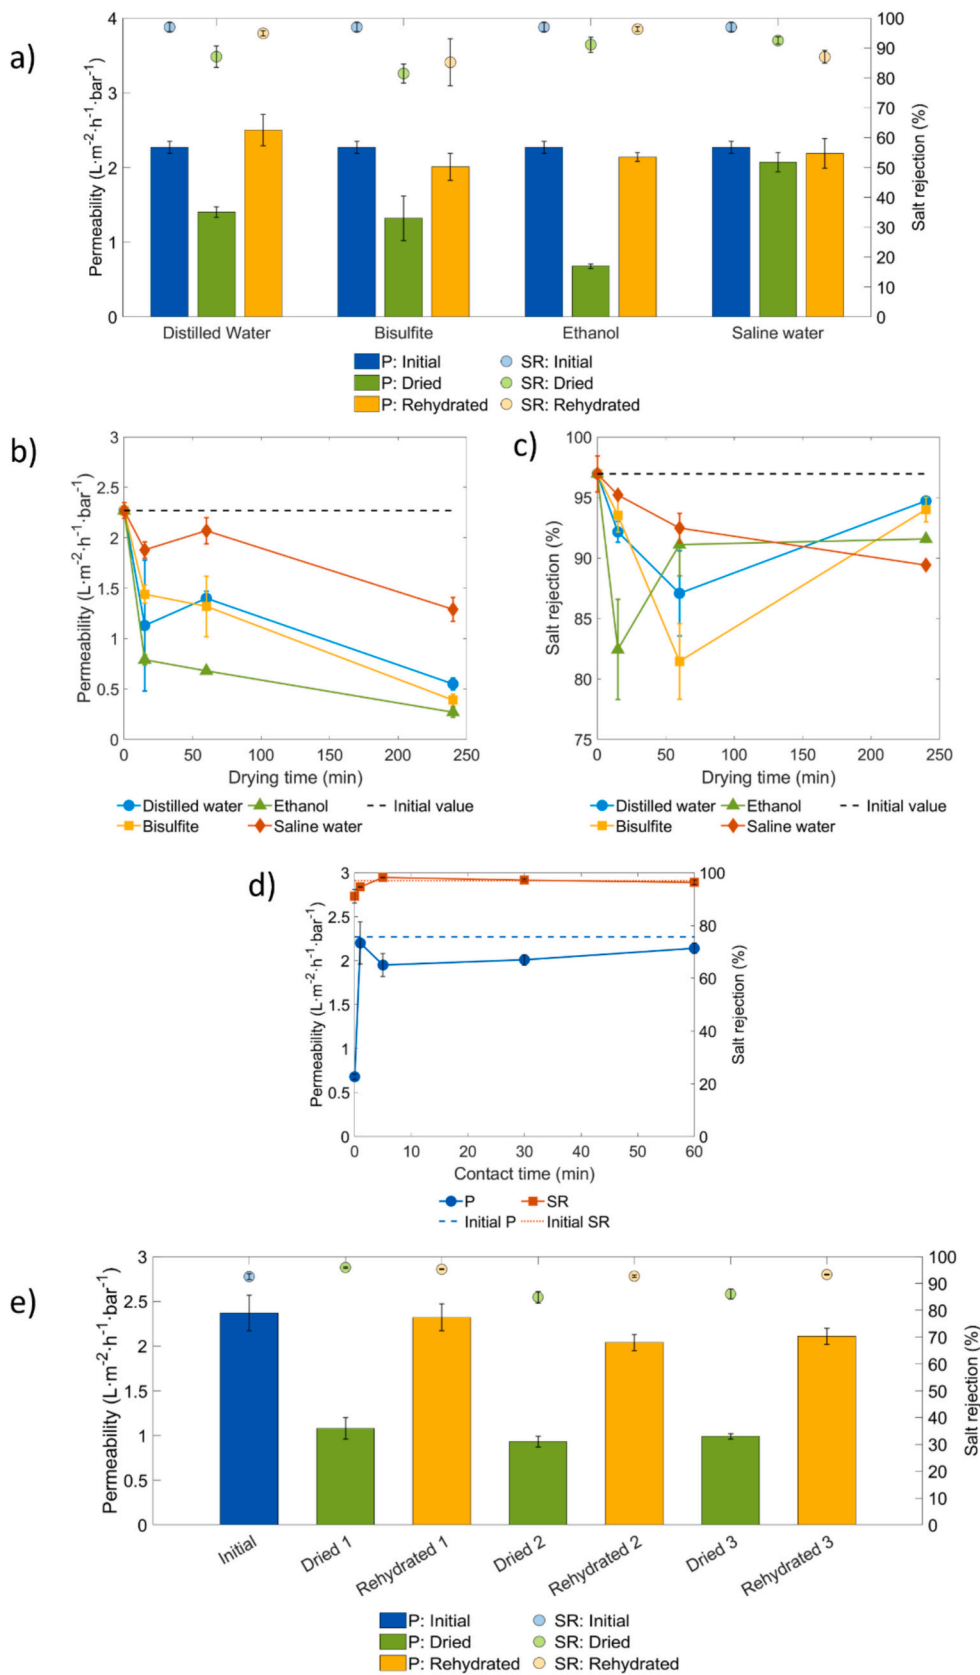 a)
Permeability (L·m⁻²·h⁻¹·bar⁻¹)
4
3
2
1
0
100
90
80
70
60
50
40
30
20
10
0
Salt rejection (%)
Distilled Water Bisulfite Ethanol Saline water
P: Initial SR: Initial
P: Dried SR: Dried
P: Rehydrated SR: Rehydrated
b)
Permeability (L·m⁻²·h⁻¹·bar⁻¹)
3
2.5
2
1.5
1
0.5
0
0 50 100 150 200 250
Drying time (min)
Distilled water Ethanol Initial value
Bisulfite Saline water
c)
Salt rejection (%)
100
95
90
85
80
75
0 50 100 150 200 250
Drying time (min)
Distilled water Ethanol Initial value
Bisulfite Saline water
d)
Permeability (L·m⁻²·h⁻¹·bar⁻¹)
3
2.5
2
1.5
1
0.5
0
100
80
60
40
20
0
Salt rejection (%)
0 10 20 30 40 50 60
Contact time (min)
P SR
Initial P Initial SR
e)
Permeability (L·m⁻²·h⁻¹·bar⁻¹)
3
2.5
2
1.5
1
0.5
0
100
90
80
70
60
50
40
30
20
10
0
Salt rejection (%)
Initial Dried 1 Rehydrated 1 Dried 2 Rehydrated 2 Dried 3 Rehydrated 3
P: Initial SR: Initial
P: Dried SR: Dried
P: Rehydrated SR: Rehydrated